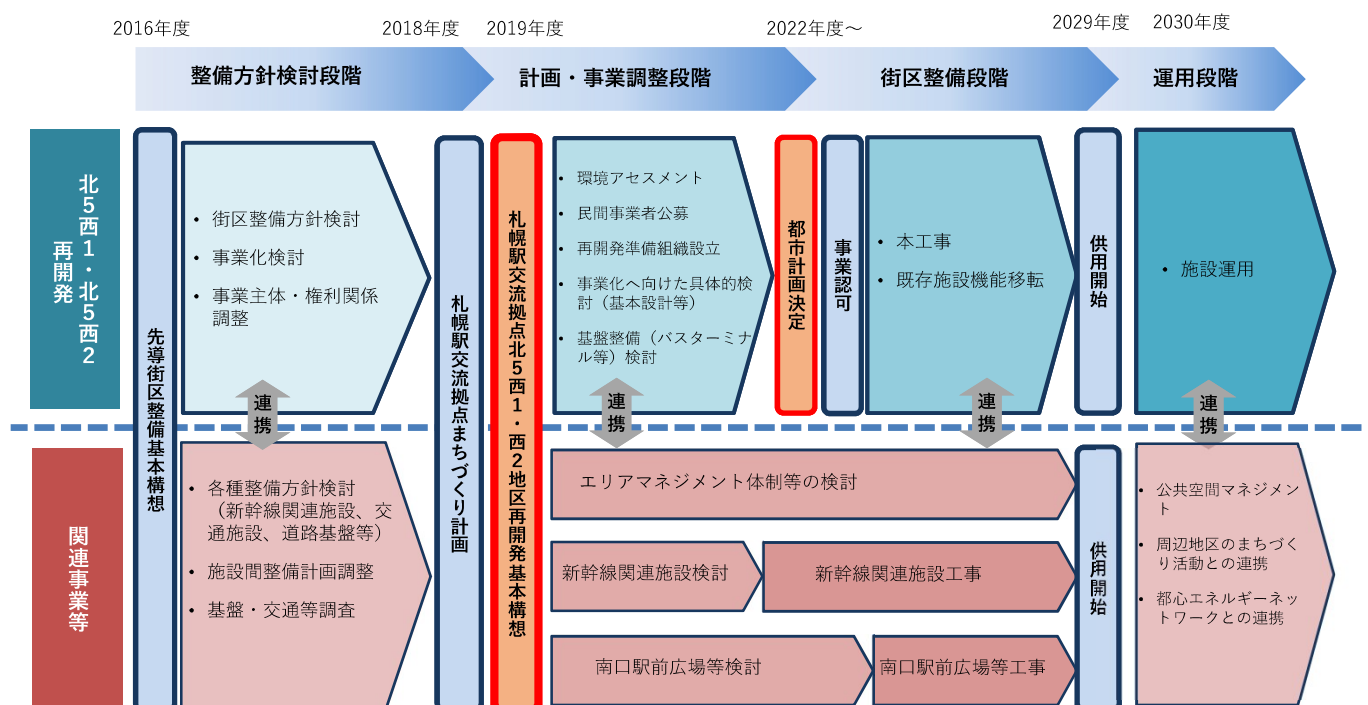 2016年度
2018年度
2019年度
2022年度～
2029年度
2030年度
整備方針検討段階
計画・事業調整段階
街区整備段階
運用段階
北5西1・北5西2
再開発
先導街区整備基本構想
• 街区整備方針検討
• 事業化検討
• 事業主体・権利関係
調整
札幌駅交流拠点まちづくり計画
札幌駅交流拠点北5西1・西2地区再開発基本構想
• 環境アセスメント
• 民間事業者公募
• 再開発準備組織設立
• 事業化へ向けた具体的検
討（基本設計等）
• 基盤整備（バスターミナ
ル等）検討
都市計画決定
事業認可
• 本工事
• 既存施設機能移転
供用開始
• 施設運用
連携
連携
連携
連携
関連事業等
• 各種整備方針検討
（新幹線関連施設、交
通施設、道路基盤等）
• 施設間整備計画調整
• 基盤・交通等調査
エリアマネジメント体制等の検討
新幹線関連施設検討
新幹線関連施設工事
南口駅前広場等検討
南口駅前広場等工事
供用開始
• 公共空間マネジメン
ト
• 周辺地区のまちづく
り活動との連携
• 都心エネルギーネッ
トワークとの連携